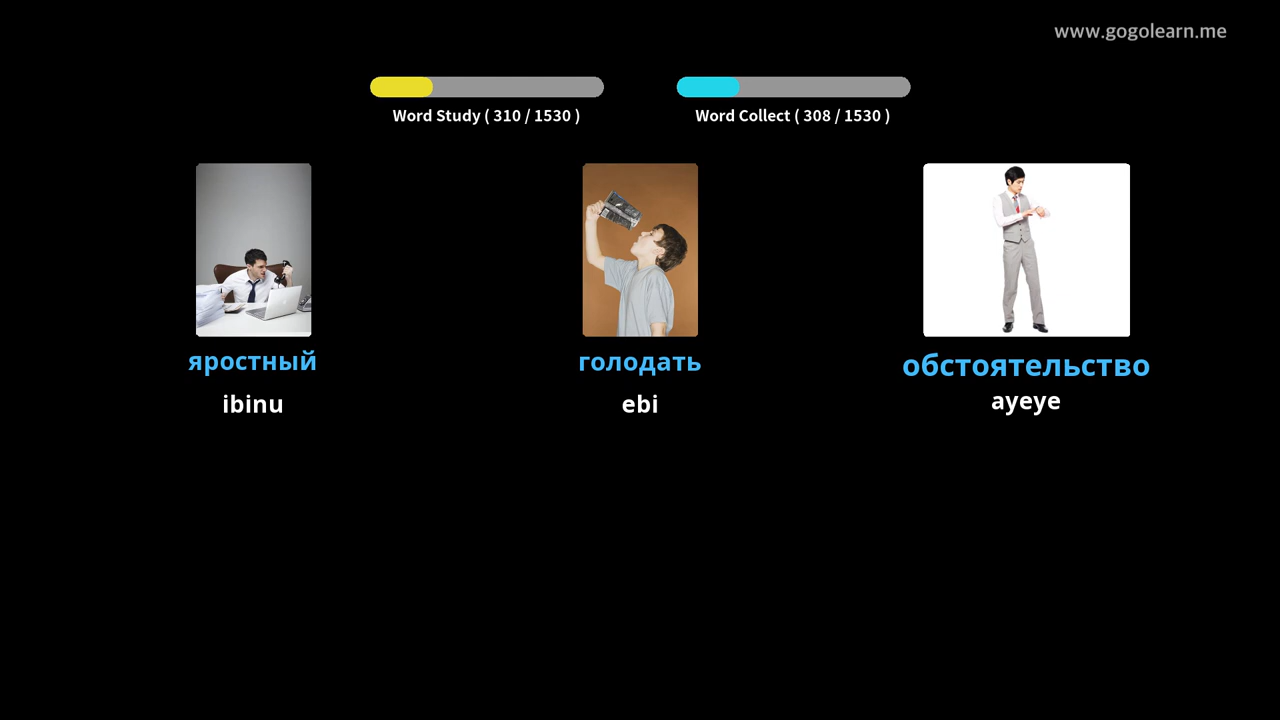 www.gogolearn.me
Word Study ( 310 / 1530 )
Word Collect ( 308 / 1530 )
яростный
голодать
обстоятельство
ibinu
ebi
ayeye